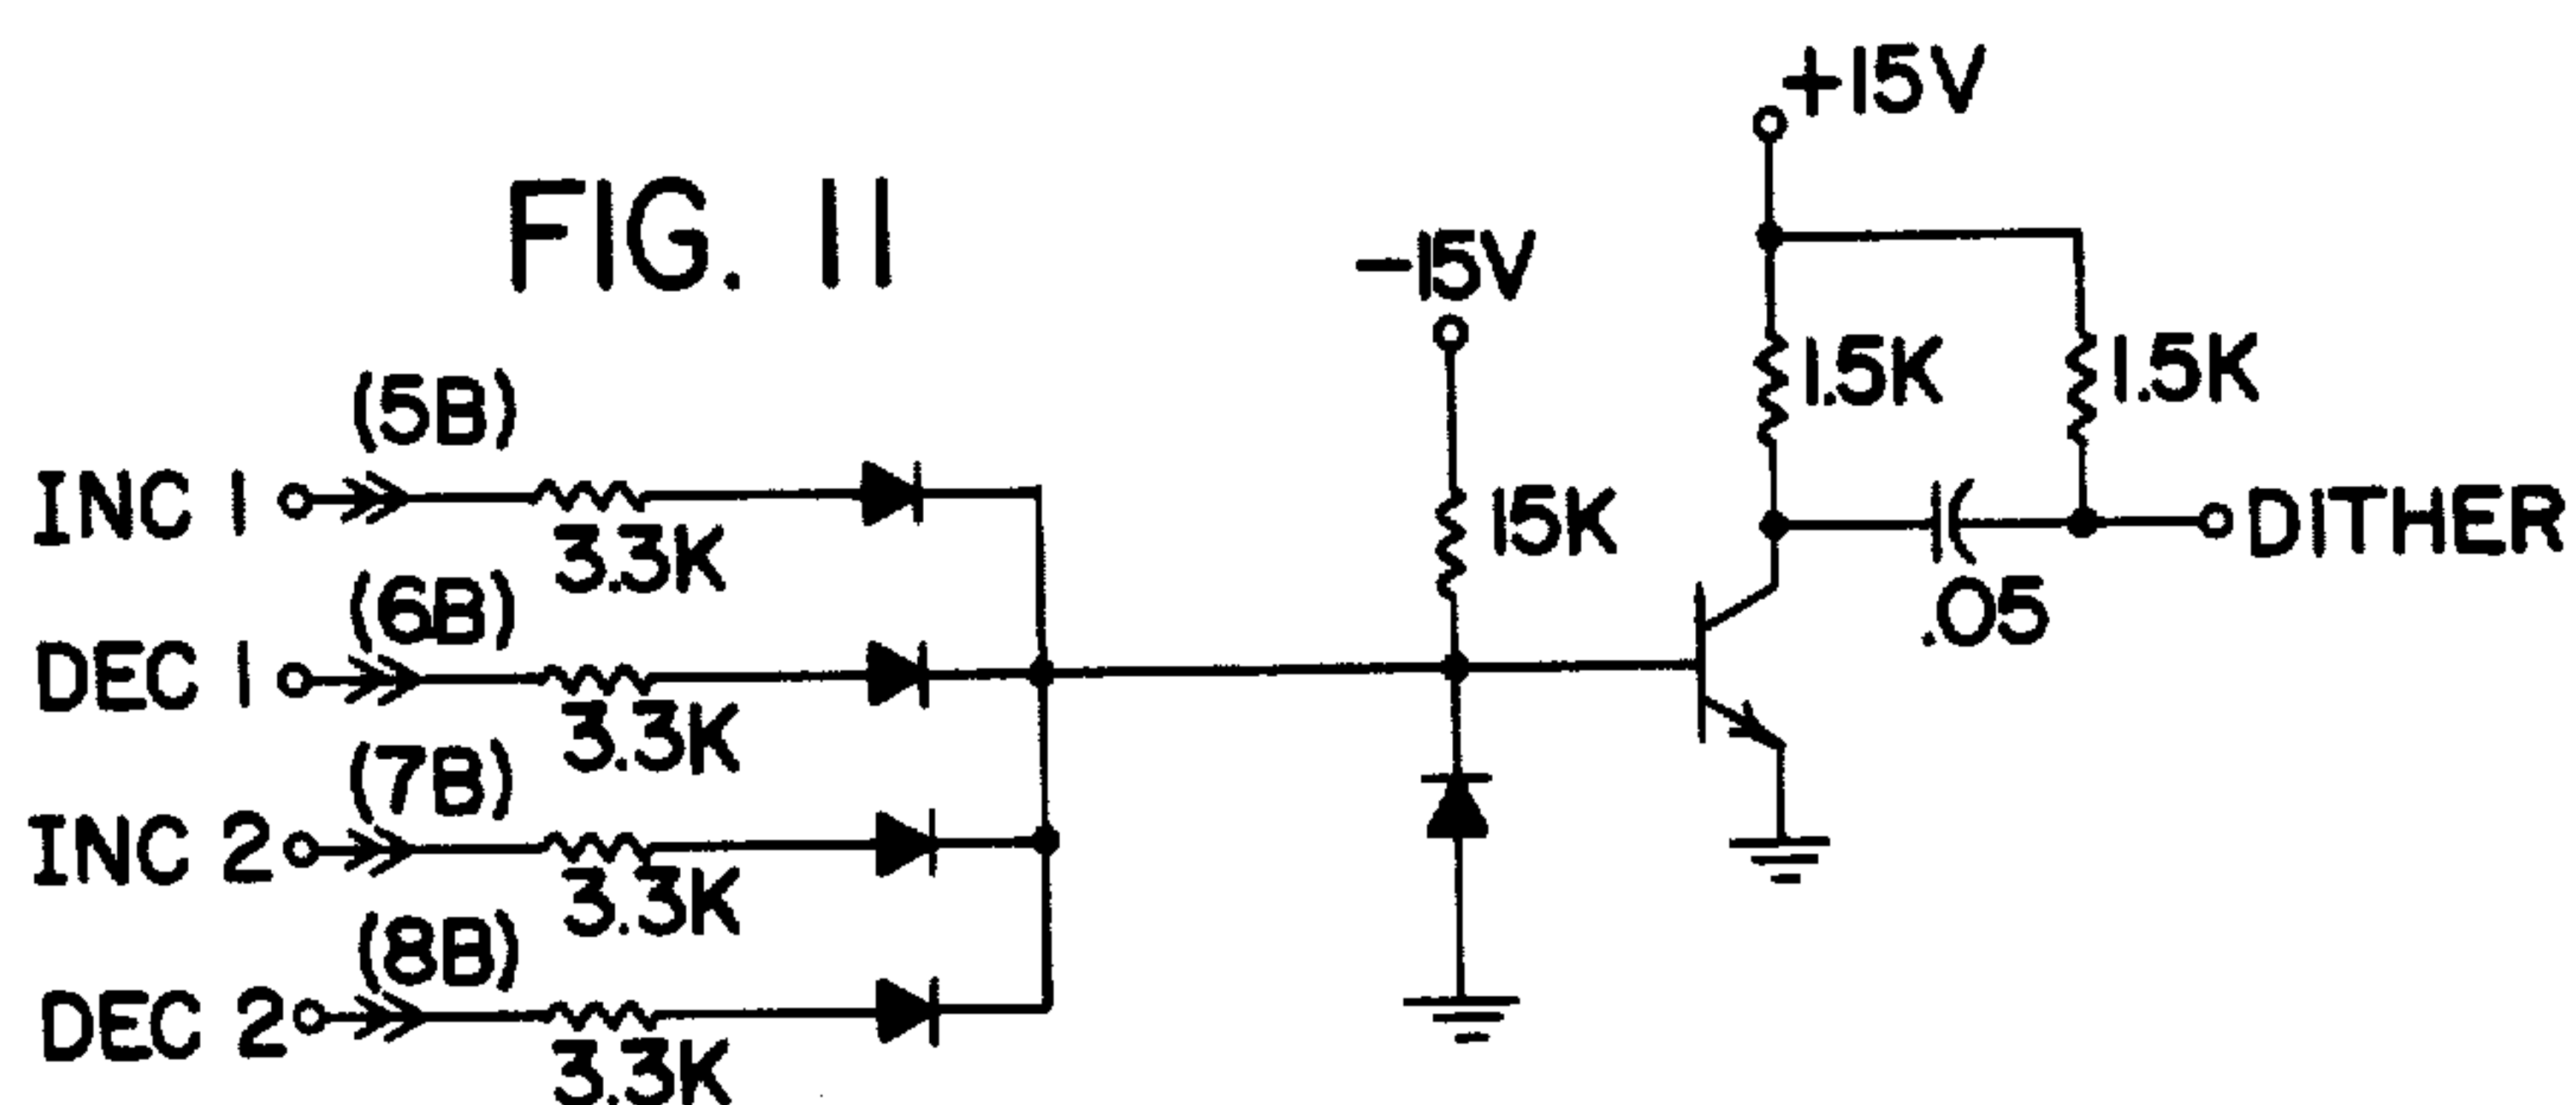 FIG. 11
+15V
-15V
1.5K
1.5K
(5B)
INC 1
3.3K
15K
DITHER
.05
(6B)
DEC 1
3.3K
(7B)
INC 2
3.3K
(8B)
DEC 2
3.3K